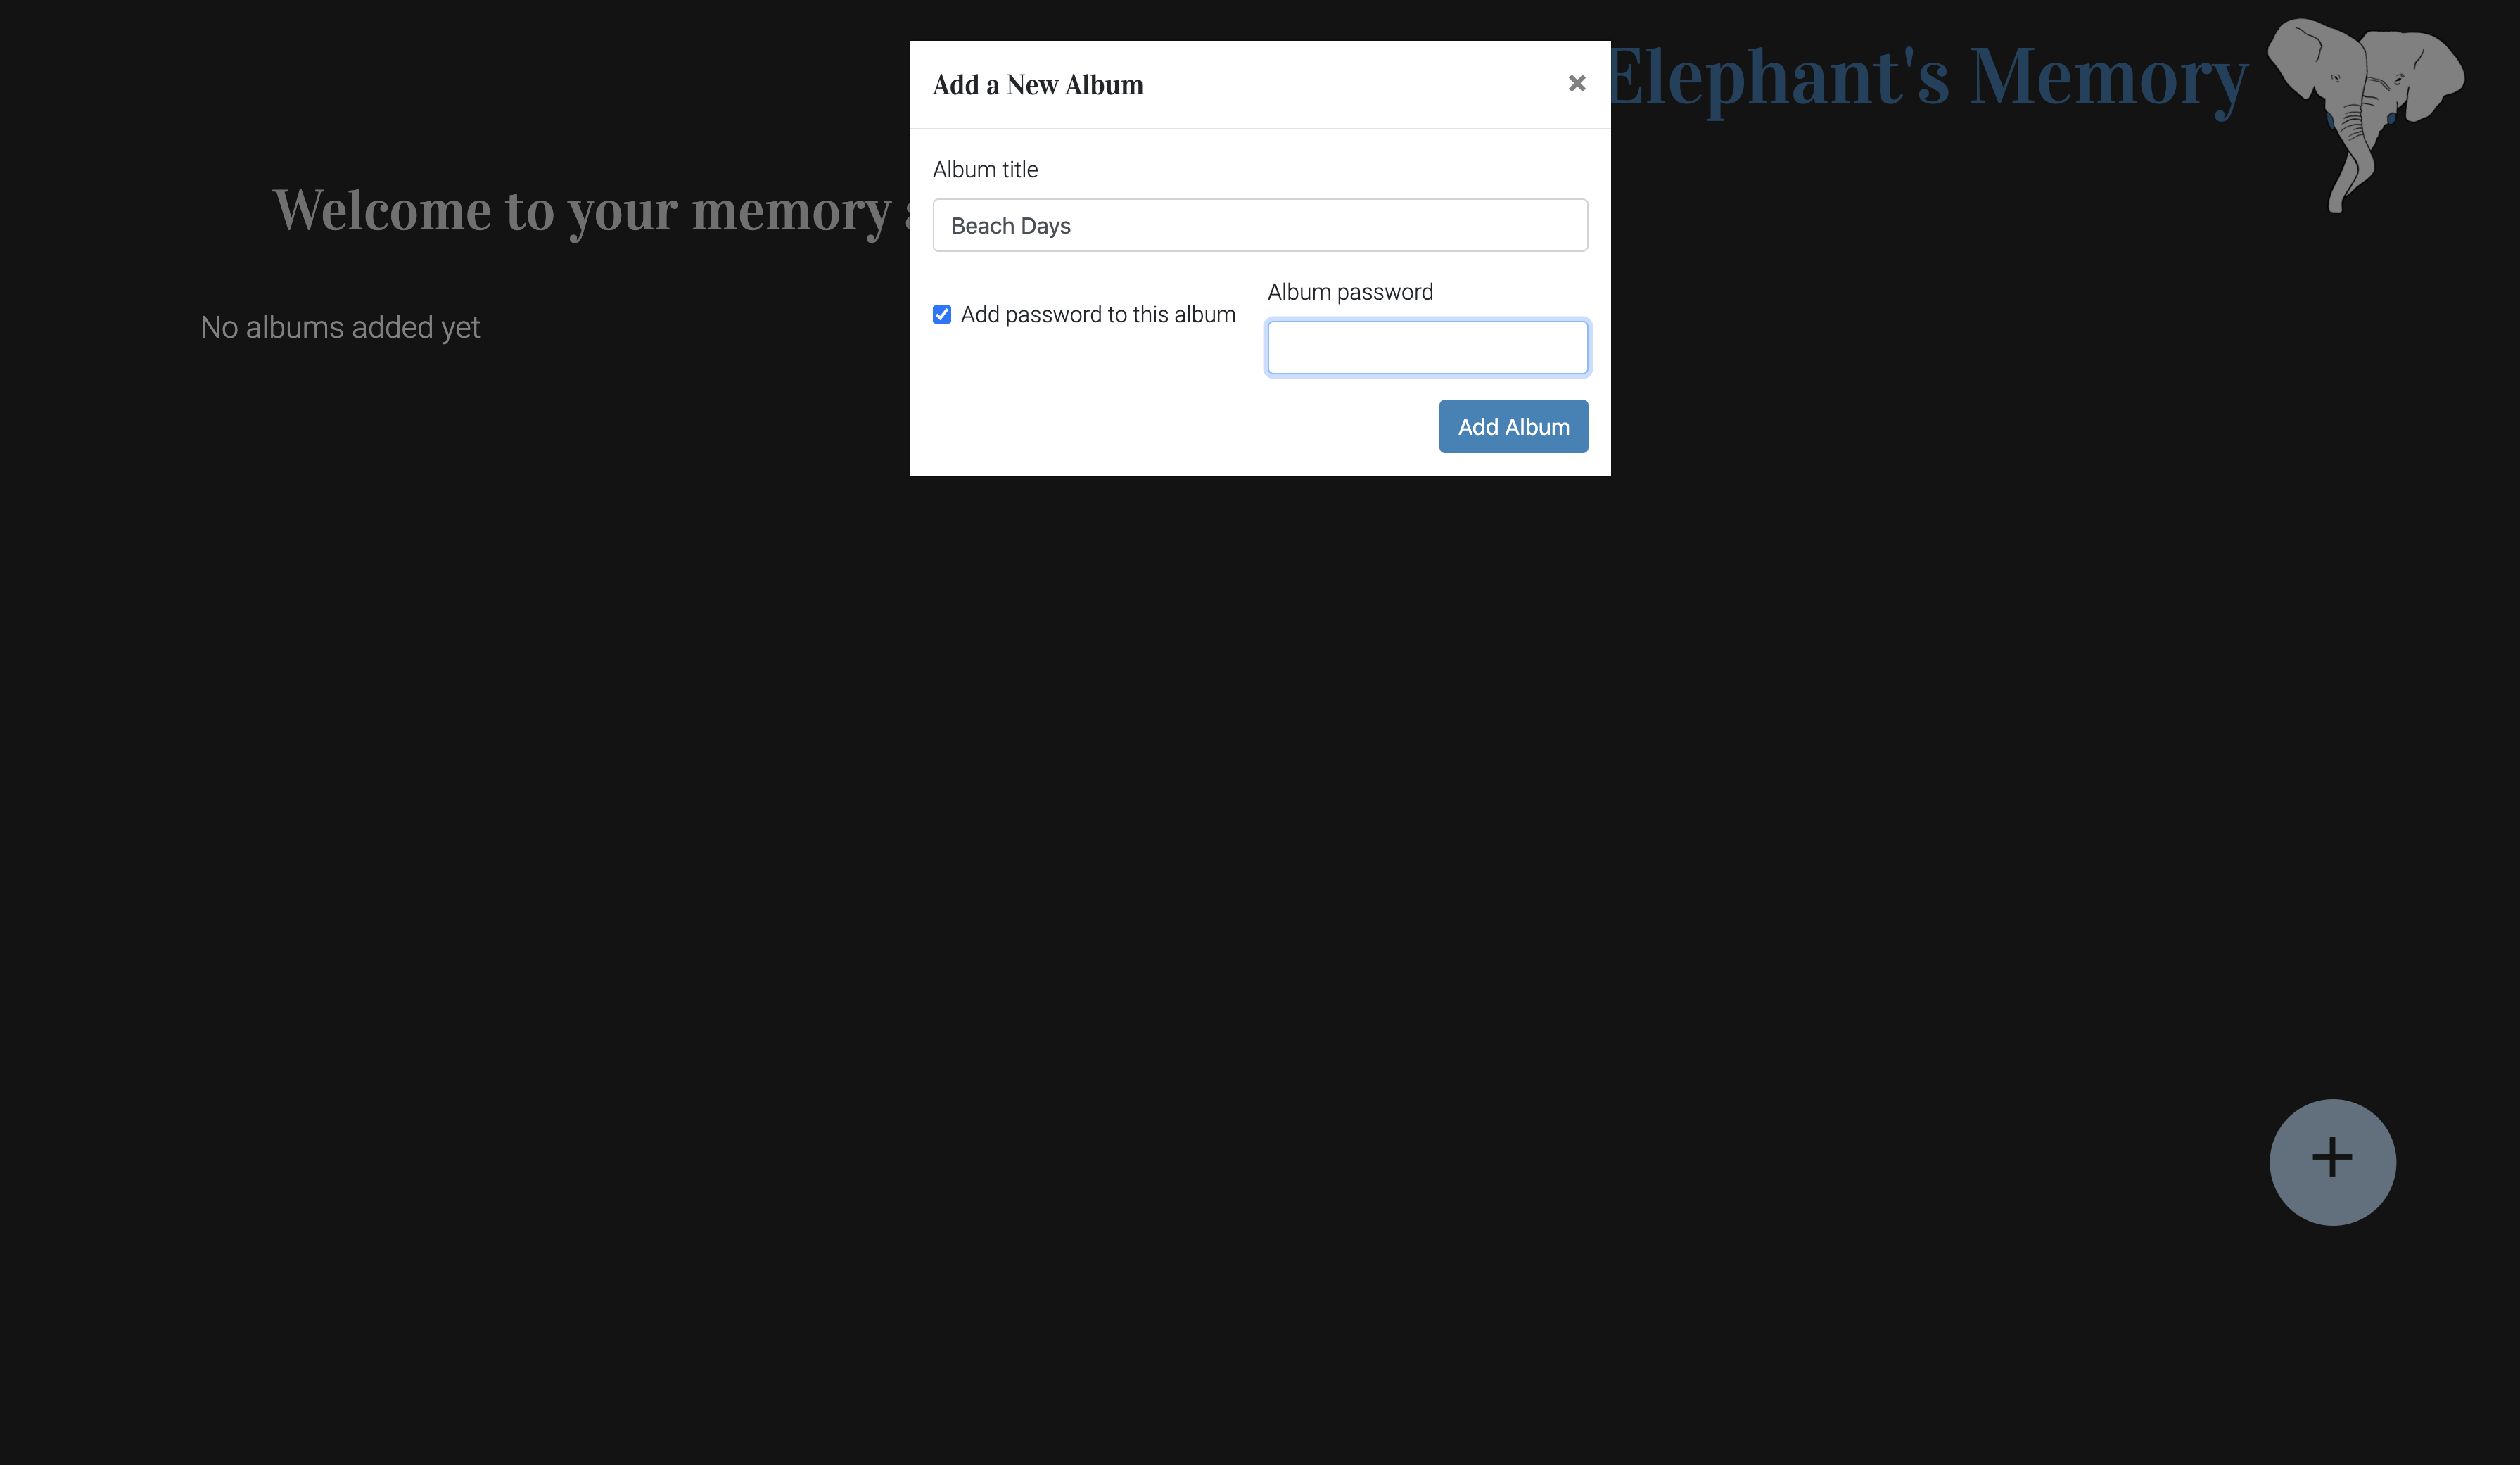 Elephant's Memory
Welcome to your memory
No albums added yet
Add a New Album
×
Album title
Beach Days
Add password to this album
Album password
Add Album
+